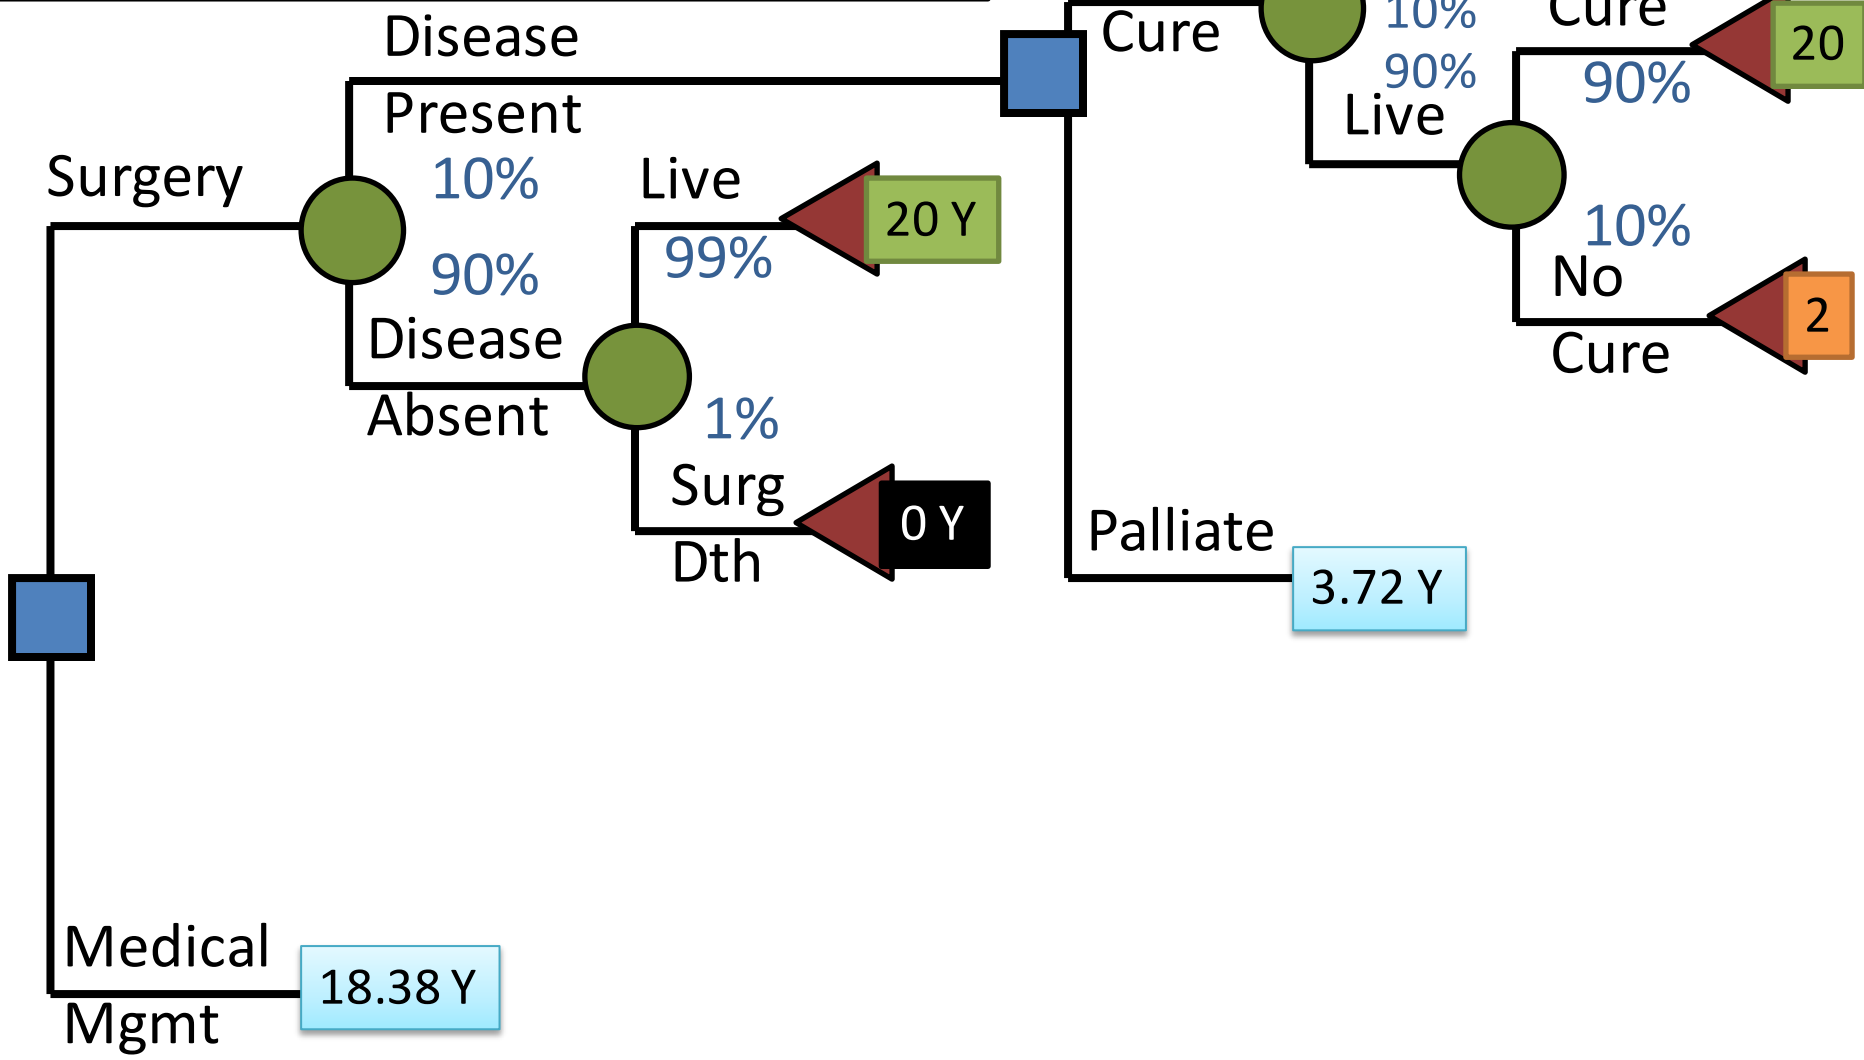 Disease
Present
10%
90%
Surgery
Disease
Absent
Live
99%
20 Y
1%
Surg
Dth
0 Y
Cure
10%
90%
Live
Cure
90%
20
10%
No
Cure
2
Palliate
3.72 Y
Medical
Mgmt
18.38 Y